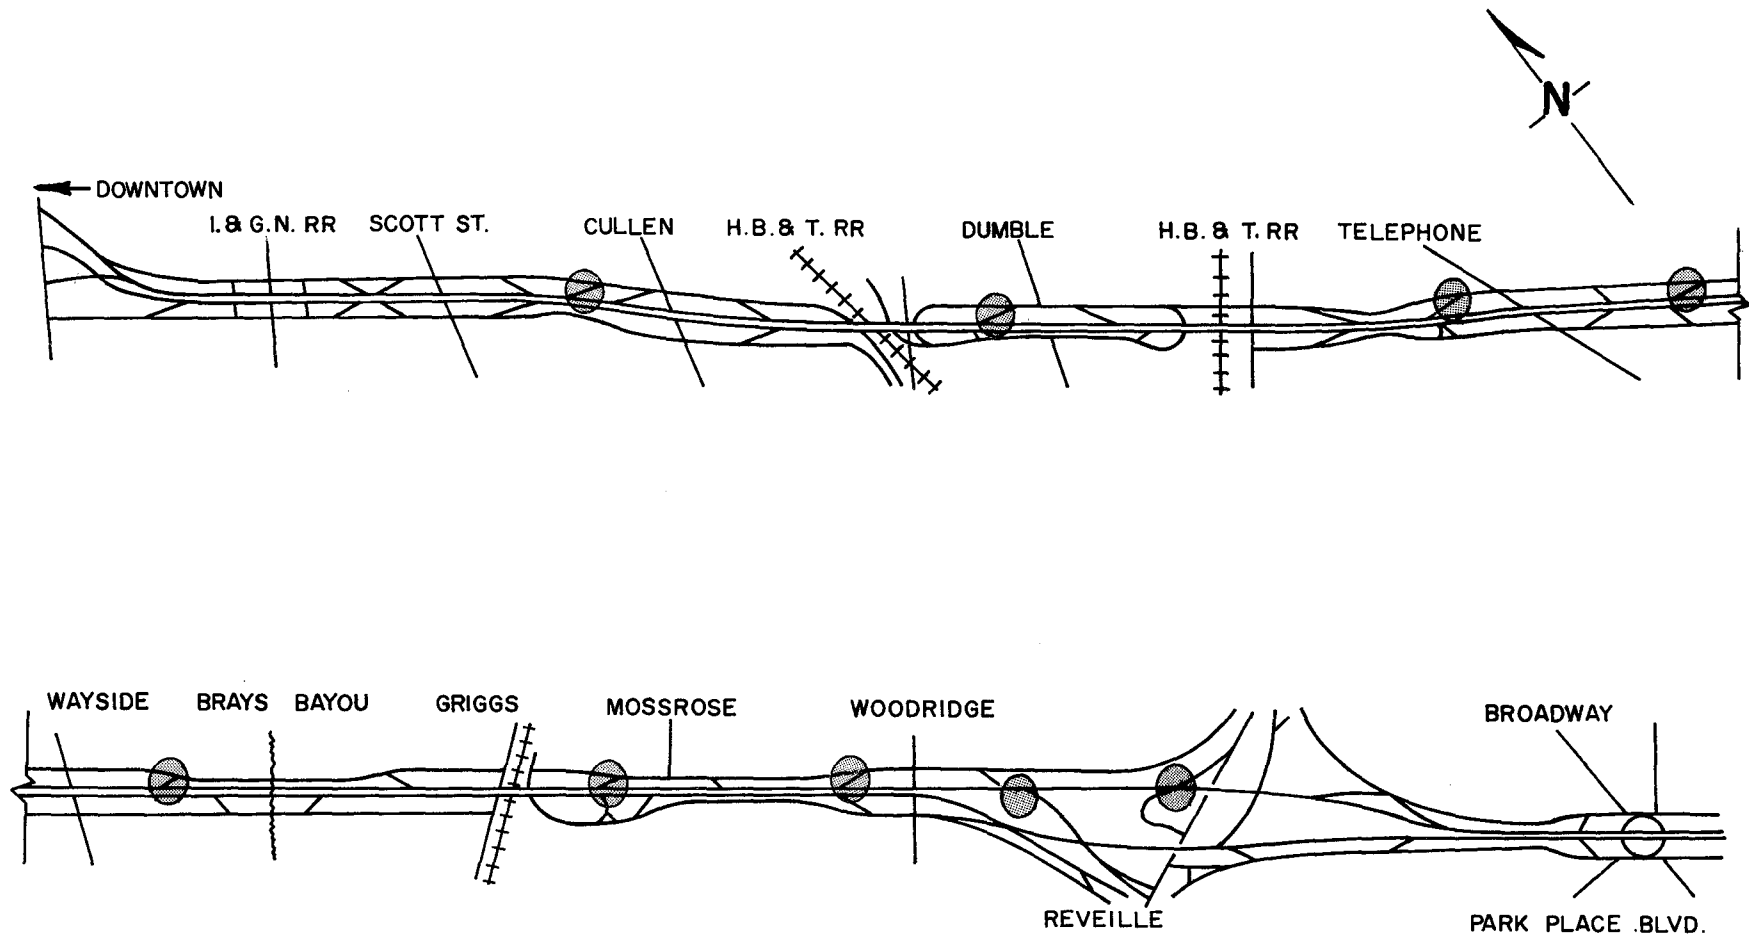 N
DOWNTOWN
I. & G.N. RR
SCOTT ST.
CULLEN
H.B. & T. RR
DUMBLE
H.B. & T. RR
TELEPHONE
WAYSIDE
BRAYS BAYOU
GRIGGS
MOSSROSE
WOODRIDGE
BROADWAY
REVEILLE
PARK PLACE .BLVD.